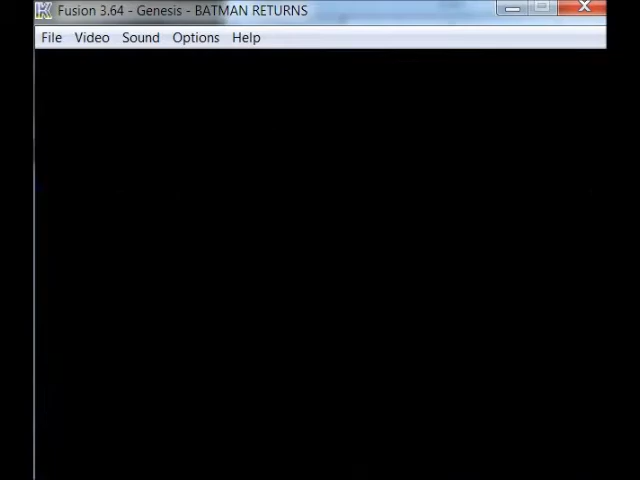 Fusion 3.64 - Genesis - BATMAN RETURNS
File Video Sound Options Help